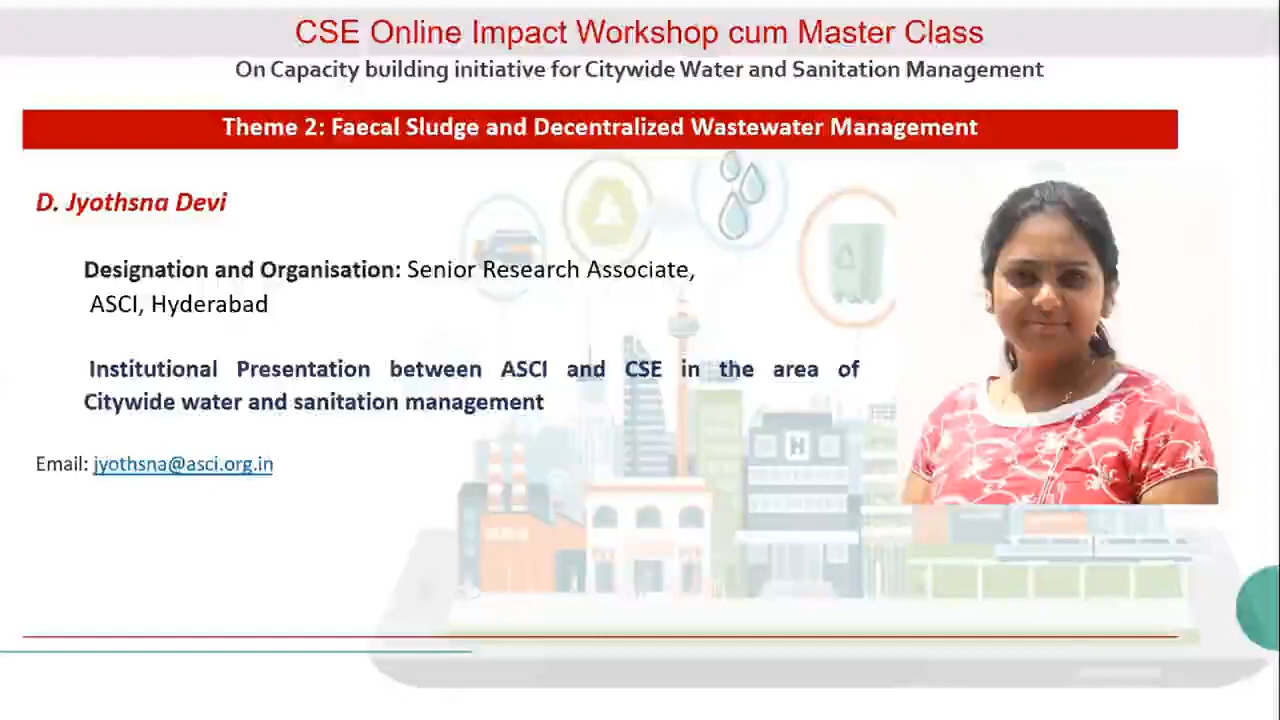 CSE Online Impact Workshop cum Master Class
On Capacity building initiative for Citywide Water and Sanitation Management
Theme 2: Faecal Sludge and Decentralized Wastewater Management
D. Jyothsna Devi
Designation and Organisation: Senior Research Associate,
ASCI, Hyderabad
Institutional Presentation between ASCI and CSE in the area of
Citywide water and sanitation management
Email: jyothsna@asci.org.in
H